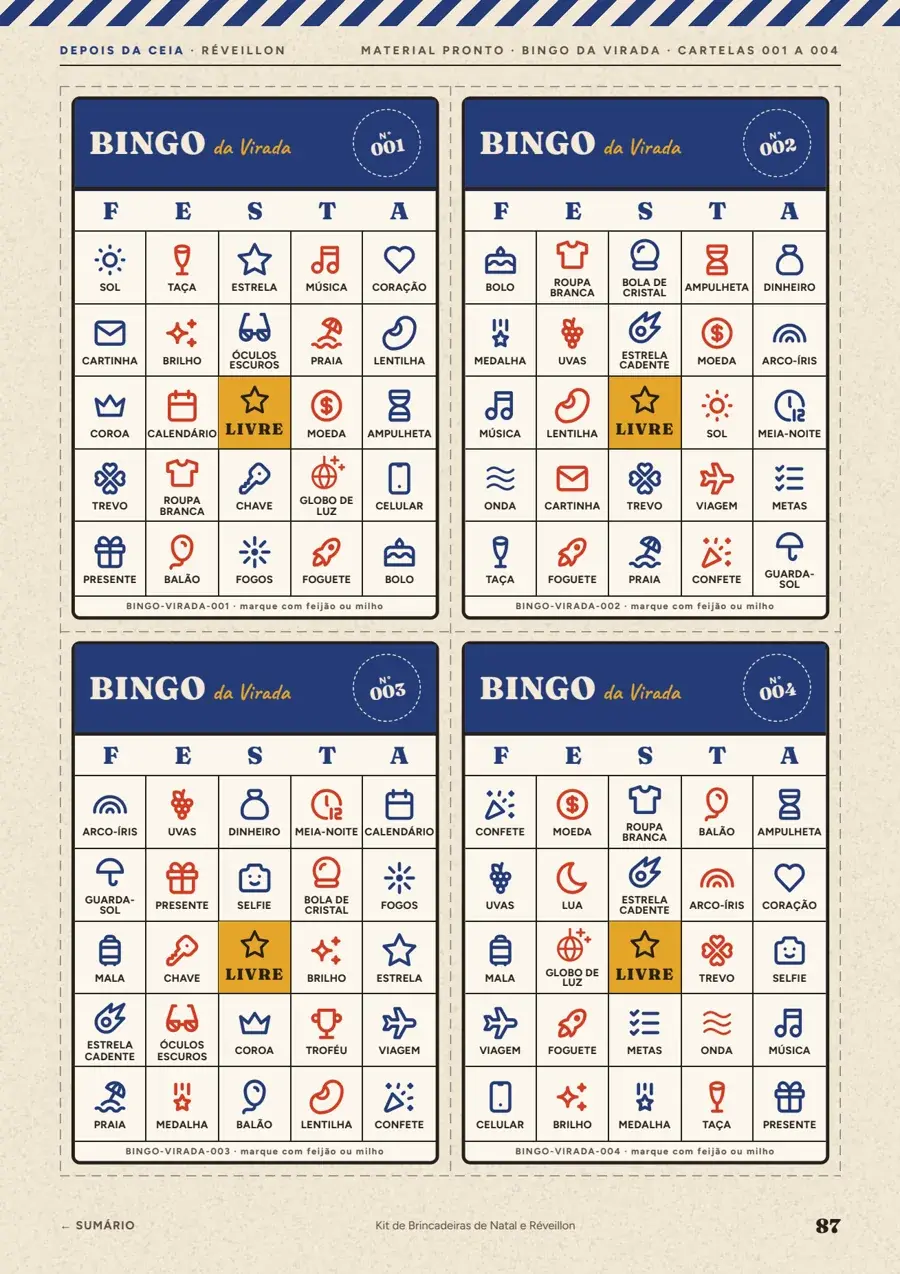 DEPOIS DA CEIA · RÉVEILLON
MATERIAL PRONTO · BINGO DA VIRADA · CARTELAS 001 A 004
BINGO da Virada
N° 001
F E S T A
SOL TAÇA ESTRELA MÚSICA CORAÇÃO
CARTINHA BRILHO ÓCULOS ESCUROS PRAIA LENTILHA
COROA CALENDÁRIO LIVRE MOEDA AMPULHETA
TREVO ROUPA BRANCA CHAVE GLOBO DE LUZ CELULAR
PRESENTE BALÃO FOGOS FOGUETE BOLO
BINGO-VIRADA-001 · marque com feijão ou milho
BINGO da Virada
N° 002
F E S T A
BOLO ROUPA BRANCA BOLA DE CRISTAL AMPULHETA DINHEIRO
MEDALHA UVAS ESTRELA CADENTE MOEDA ARCO-ÍRIS
MÚSICA LENTILHA LIVRE SOL 12 MEIA-NOITE
ONDA CARTINHA TREVO VIAGEM METAS
TAÇA FOGUETE PRAIA CONFETE GUARDA-SOL
BINGO-VIRADA-002 · marque com feijão ou milho
BINGO da Virada
N° 003
F E S T A
ARCO-ÍRIS UVAS DINHEIRO 12 MEIA-NOITE CALENDÁRIO
GUARDA-SOL PRESENTE SELFIE BOLA DE CRISTAL FOGOS
MALA CHAVE LIVRE BRILHO ESTRELA
ESTRELA CADENTE ÓCULOS ESCUROS COROA TROFÉU VIAGEM
PRAIA MEDALHA BALÃO LENTILHA CONFETE
BINGO-VIRADA-003 · marque com feijão ou milho
BINGO da Virada
N° 004
F E S T A
CONFETE MOEDA ROUPA BRANCA BALÃO AMPULHETA
UVAS LUA ESTRELA CADENTE ARCO-ÍRIS CORAÇÃO
MALA GLOBO DE LUZ LIVRE TREVO SELFIE
VIAGEM FOGUETE METAS ONDA MÚSICA
CELULAR BRILHO MEDALHA TAÇA PRESENTE
BINGO-VIRADA-004 · marque com feijão ou milho
← SUMÁRIO
Kit de Brincadeiras de Natal e Réveillon
87